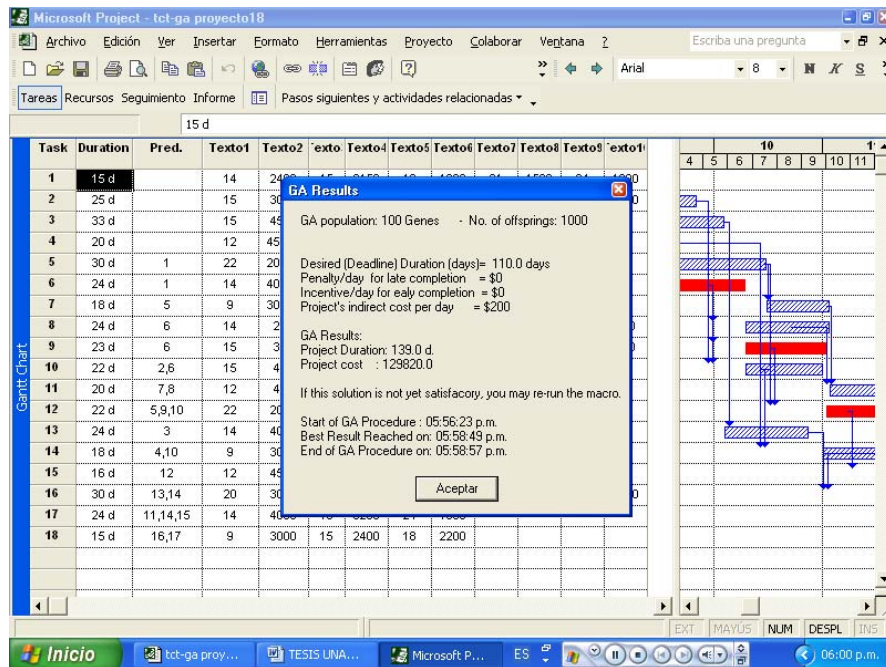 Microsoft Project - tct-ga proyecto18
Archivo Edición Ver Insertar Formato Herramientas Proyecto Colaborar Ventana ? Escriba una pregunta
Arial 8 N K S
Tareas Recursos Seguimiento Informe Pasos siguientes y actividades relacionadas
15 d
Task Duration Pred. Texto1 Texto2 Texto4 Texto5 Texto6 Texto7 Texto8 Texto9 10
4 5 6 7 8 9 10 11
1 15 d 14
2 25 d 15
3 33 d 15
4 20 d 12
5 30 d 1 22
6 24 d 1 14
7 18 d 5 9
8 24 d 6 14
9 23 d 6 15
10 22 d 2,6 15
11 20 d 7,8 12
12 22 d 5,9,10 22
13 24 d 3 14
14 18 d 4,10 9
15 16 d 12 12
16 30 d 13,14 20
17 24 d 11,14,15 14
18 15 d 16,17 9 3000 15 2400 18 2200
Gantt Chart
GA Results
GA population: 100 Genes - No. of offsprings: 1000
Desired (Deadline) Duration (days)= 110.0 days
Penalty/day for late completion = $0
Incentive/day for ealy completion = $0
Project's indirect cost per day = $200
GA Results:
Project Duration: 139.0 d.
Project cost : 129820.0
If this solution is not yet satisfacory, you may re-run the macro.
Start of GA Procedure : 05:56:23 p.m.
Best Result Reached on: 05:58:49 p.m.
End of GA Procedure on: 05:58:57 p.m.
Aceptar
EXT MAYÚS NUM DESPL INS
Inicio tct-ga proy... TESIS UNA... Microsoft P... ES 06:00 p.m.